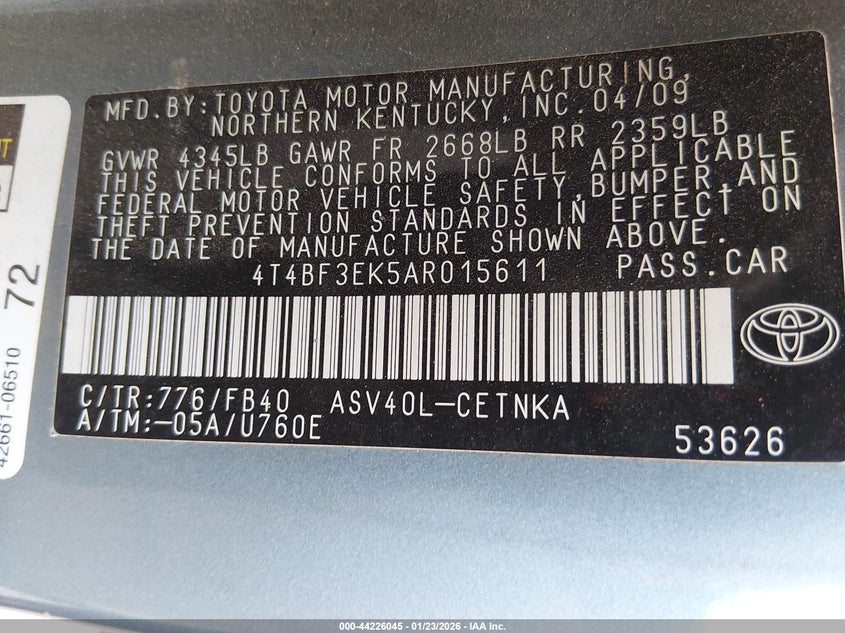 MFD.BY:TOYOTA MOTOR MANUFACTURING,
NORTHERN KENTUCKY,INC.04/09
GVWR 4345LB GAWR FR 2668LB RR 2359LB
THIS VEHICLE CONFORMS TO ALL APPLICABLE
FEDERAL MOTOR VEHICLE SAFETY,BUMPER,AND
THEFT PREVENTION STANDARDS IN EFFECT ON
THE DATE OF MANUFACTURE SHOWN ABOVE.
4T4BF3EK5AR015611 PASS.CAR
C/TR:776/FB40 ASV40L-CETNKA
A/TM:-05A/U760E
53626
42661-06510
72
000-44226045 - 01/23/2026 - IAA Inc.